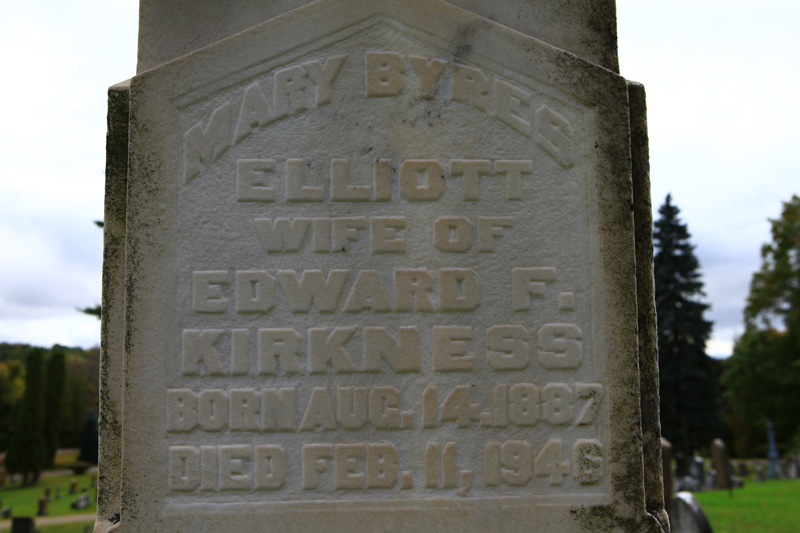 MARY BYRES
ELLIOTT
WIFE OF
EDWARD F.
KIRKNESS
BORN AUG. 14. 1887
DIED FEB. 11, 1946